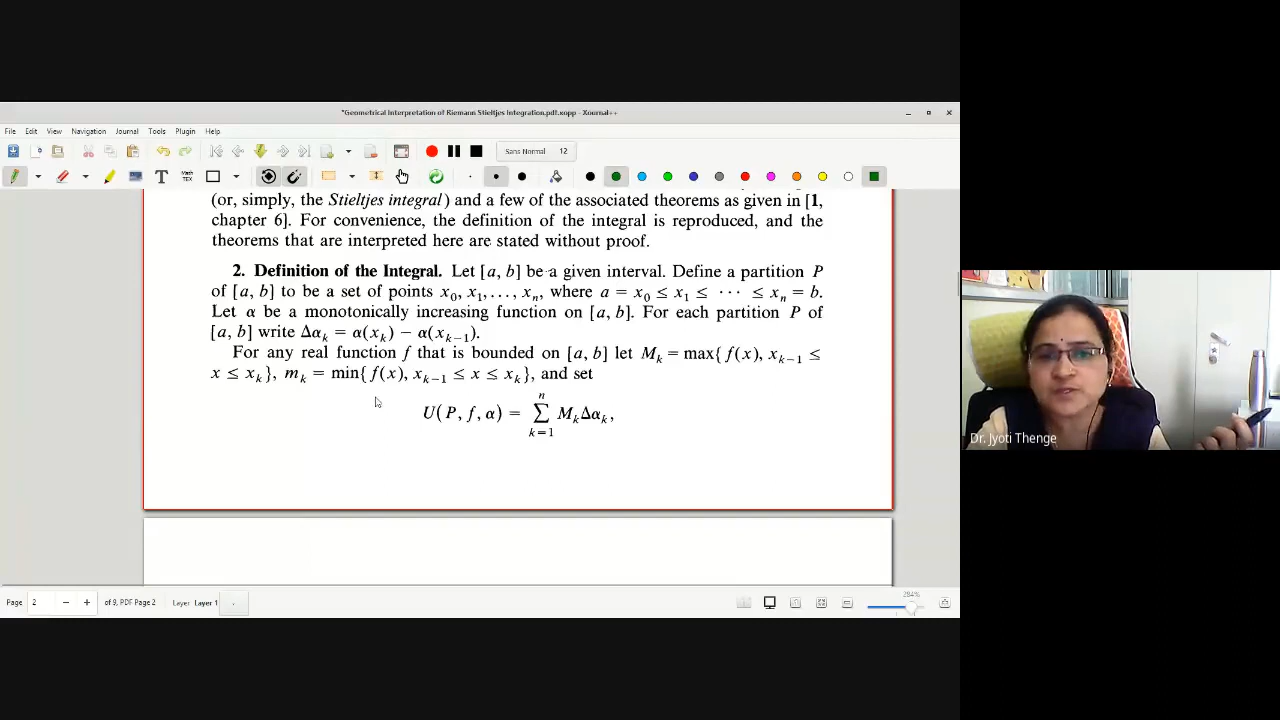 *Geometrical Interpretation of Riemann Stieltjes Integration.pdf.xopp - Xournal++
File Edit View Navigation Journal Tools Plugin Help
Sans Normal 12
(or, simply, the Stieltjes integral) and a few of the associated theorems as given in [1,
chapter 6]. For convenience, the definition of the integral is reproduced, and the
theorems that are interpreted here are stated without proof.
2. Definition of the Integral. Let [a, b] be a given interval. Define a partition P
of [a, b] to be a set of points x₀, x₁,..., xₙ, where a = x₀ ≤ x₁ ≤ ⋯ ≤ xₙ = b.
Let α be a monotonically increasing function on [a, b]. For each partition P of
[a, b] write Δαₖ = α(xₖ) − α(xₖ₋₁).
For any real function f that is bounded on [a, b] let Mₖ = max{ f(x), xₖ₋₁ ≤
x ≤ xₖ}, mₖ = min{ f(x), xₖ₋₁ ≤ x ≤ xₖ}, and set
U(P, f, α) = ∑ₖ₌₁ⁿ MₖΔαₖ,
Dr. Jyoti Thenge
Page 2 − + of 9, PDF Page 2 Layer Layer 1 284%